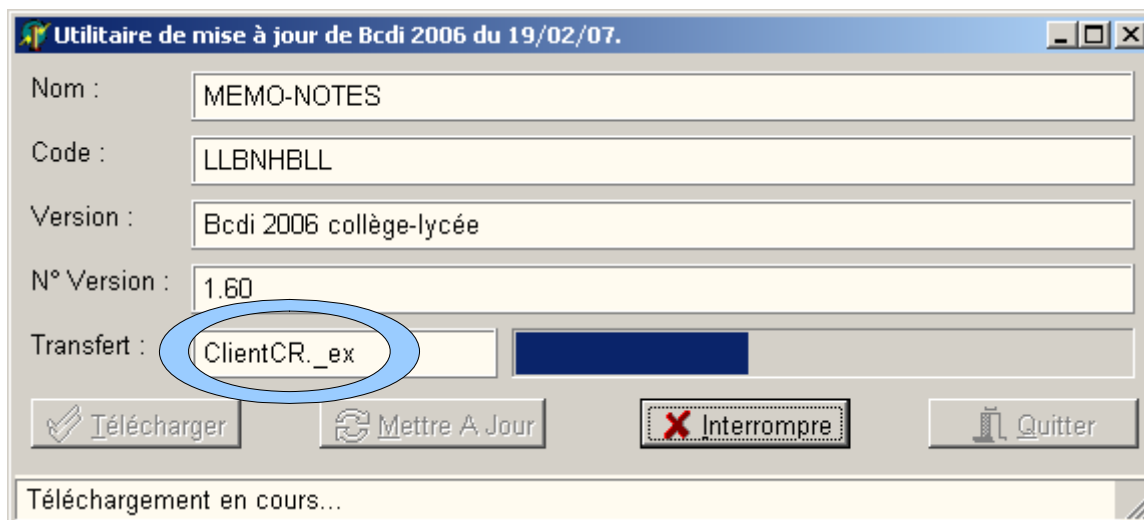 Utilitaire de mise à jour de Bcdi 2006 du 19/02/07.
Nom : MEMO-NOTES
Code : LLBNHBLL
Version : Bcdi 2006 collège-lycée
N° Version : 1.60
Transfert : ClientCR._ex
Télécharger Mettre A Jour Interrompre Quitter
Téléchargement en cours...